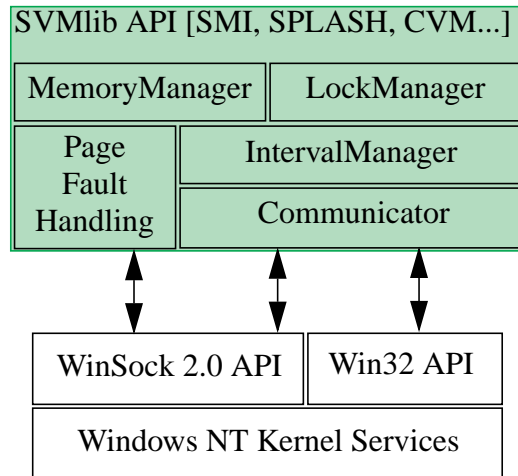 SVMlib API [SMI, SPLASH, CVM...]
MemoryManager
LockManager
Page
Fault
Handling
IntervalManager
Communicator
WinSock 2.0 API
Win32 API
Windows NT Kernel Services